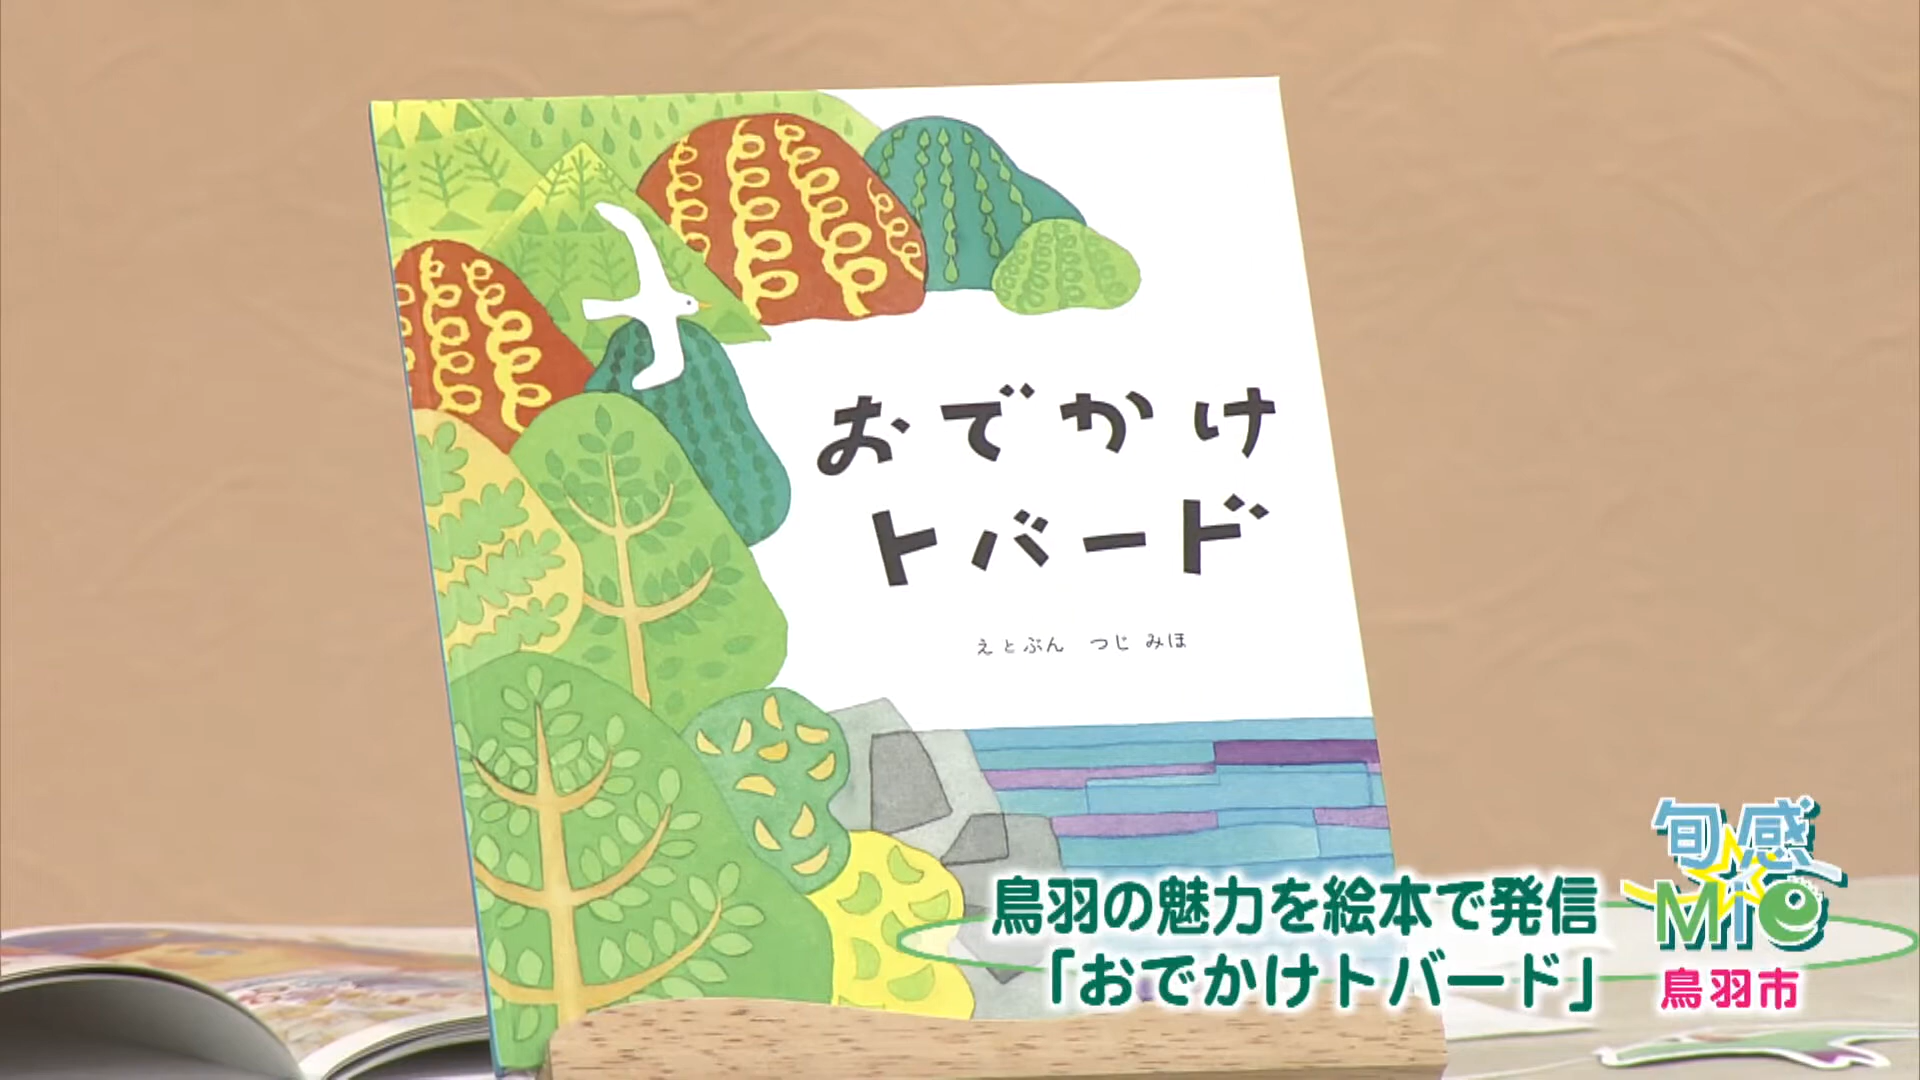 おでかけ
トバード
えとぶん つじ みほ
旬感
Mie
鳥羽の魅力を絵本で発信
「おでかけトバード」
鳥羽市